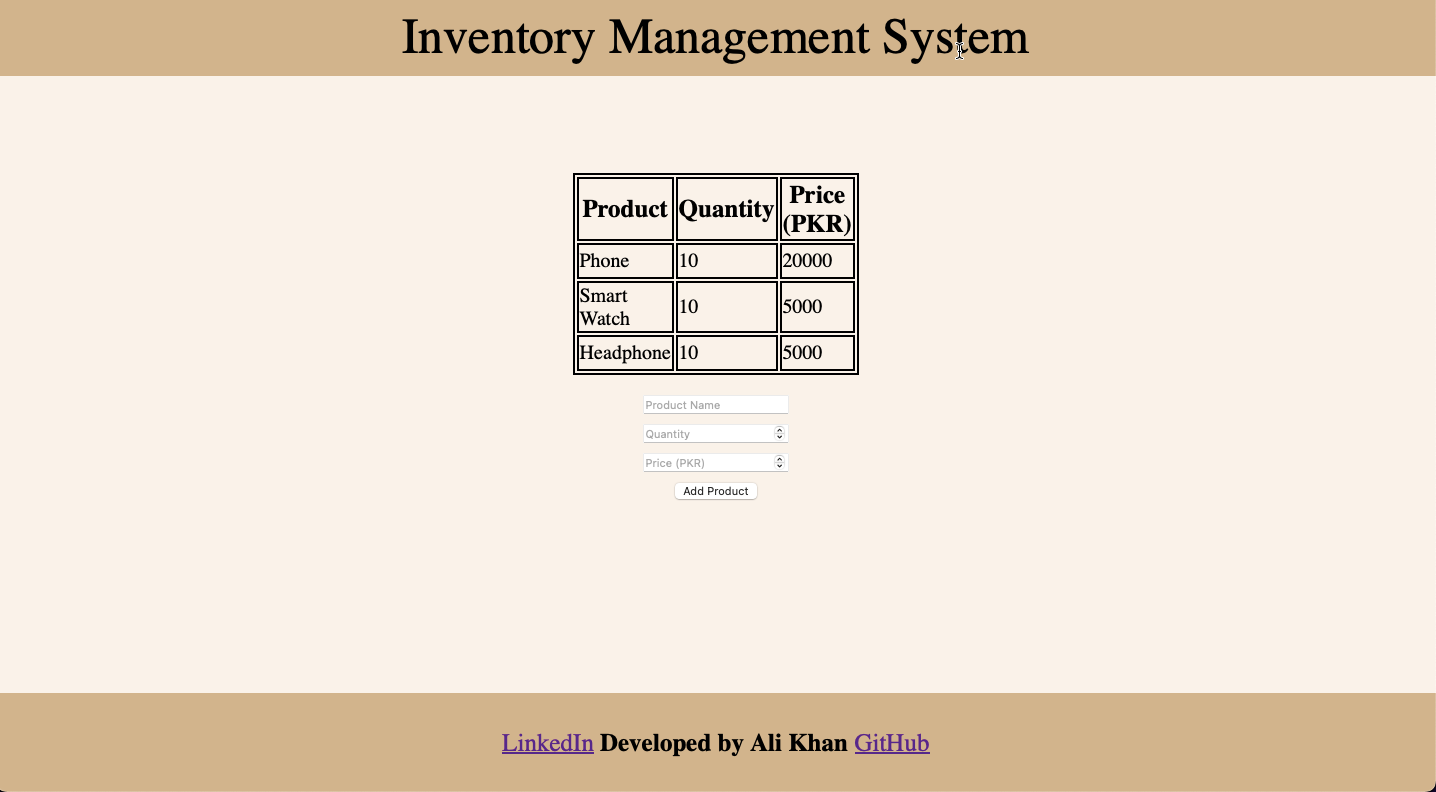 Inventory Management System
Product Quantity Price (PKR)
Phone 10 20000
Smart Watch 10 5000
Headphone 10 5000
Product Name
Quantity
Price (PKR)
Add Product
LinkedIn Developed by Ali Khan GitHub